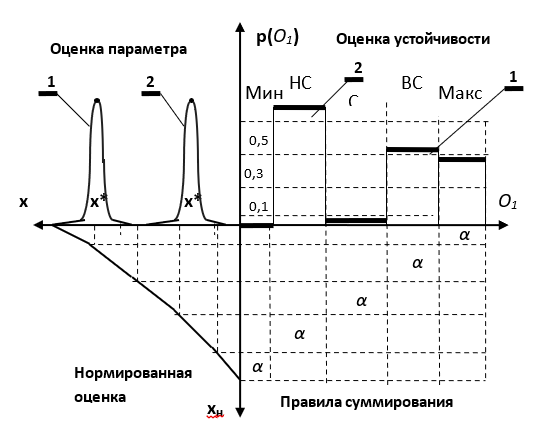 Оценка параметра
p(O₁)
Оценка устойчивости
1
2
2
1
Мин
НС
С
ВС
Макс
0,5
0,3
0,1
x
x*
x*
O₁
α
α
α
α
α
Нормированная
оценка
xн
Правила суммирования